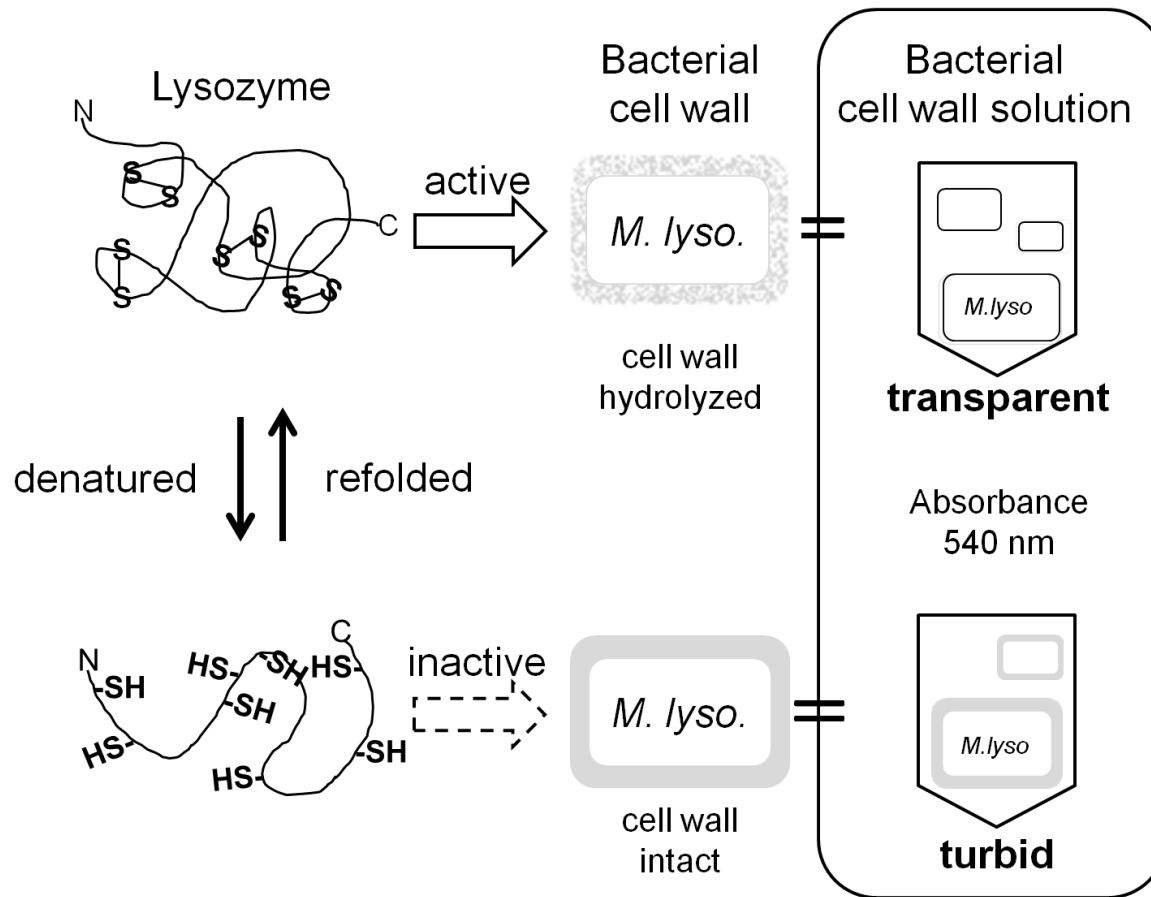 Lysozyme
N
S
S
S
S
S
S
S
S
C
active
Bacterial
cell wall
M. lyso.
cell wall
hydrolyzed
=
Bacterial
cell wall solution
M.lyso
transparent
denatured
refolded
Absorbance
540 nm
N
-SH
HS-
HS-
-SH
-SH
HS-
C
HS-
-SH
inactive
M. lyso.
cell wall
intact
=
M.lyso
turbid